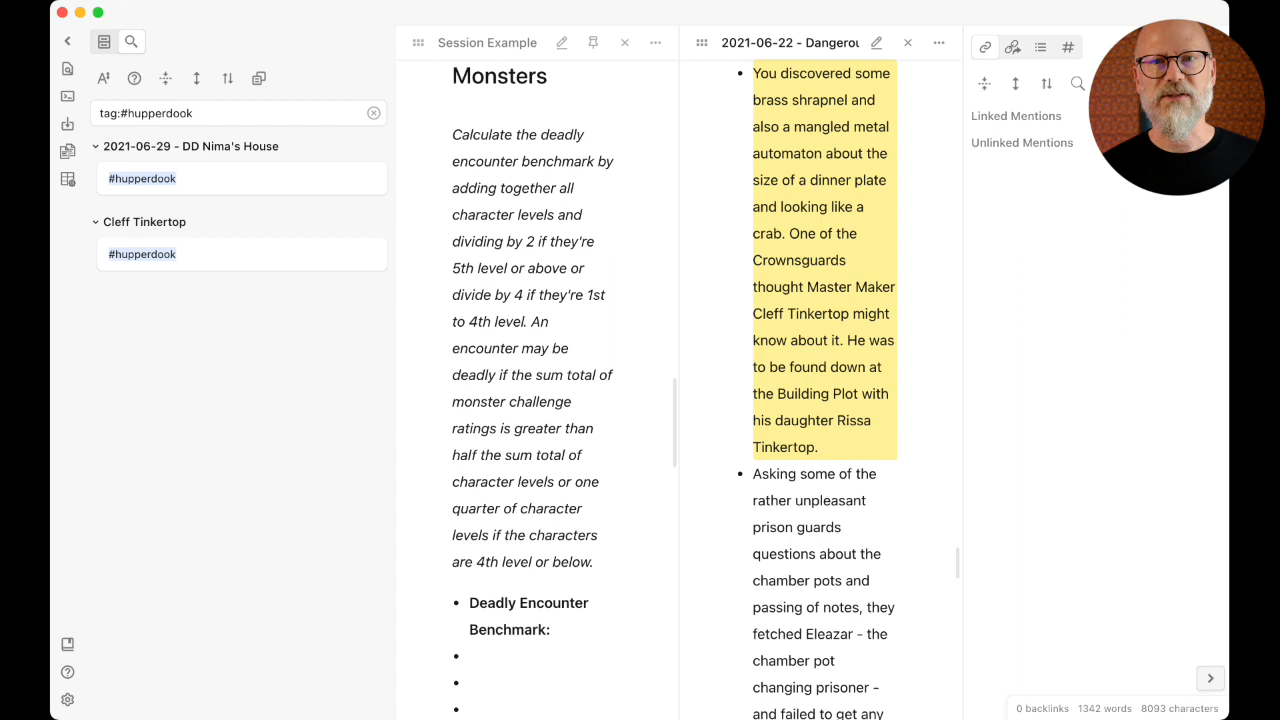 tag:#hupperdook
2021-06-29 - DD Nima's House
#hupperdook
Cleff Tinkertop
#hupperdook
Session Example
Monsters
Calculate the deadly
encounter benchmark by
adding together all
character levels and
dividing by 2 if they're
5th level or above or
divide by 4 if they're 1st
to 4th level. An
encounter may be
deadly if the sum total of
monster challenge
ratings is greater than
half the sum total of
character levels or one
quarter of character
levels if the characters
are 4th level or below.
• Deadly Encounter
Benchmark:
2021-06-22 - Dangerou
• You discovered some
brass shrapnel and
also a mangled metal
automaton about the
size of a dinner plate
and looking like a
crab. One of the
Crownsguards
thought Master Maker
Cleff Tinkertop might
know about it. He was
to be found down at
the Building Plot with
his daughter Rissa
Tinkertop.
• Asking some of the
rather unpleasant
prison guards
questions about the
chamber pots and
passing of notes, they
fetched Eleazar - the
chamber pot
changing prisoner -
and failed to get any
Linked Mentions
Unlinked Mentions
0 backlinks 1342 words 8093 characters